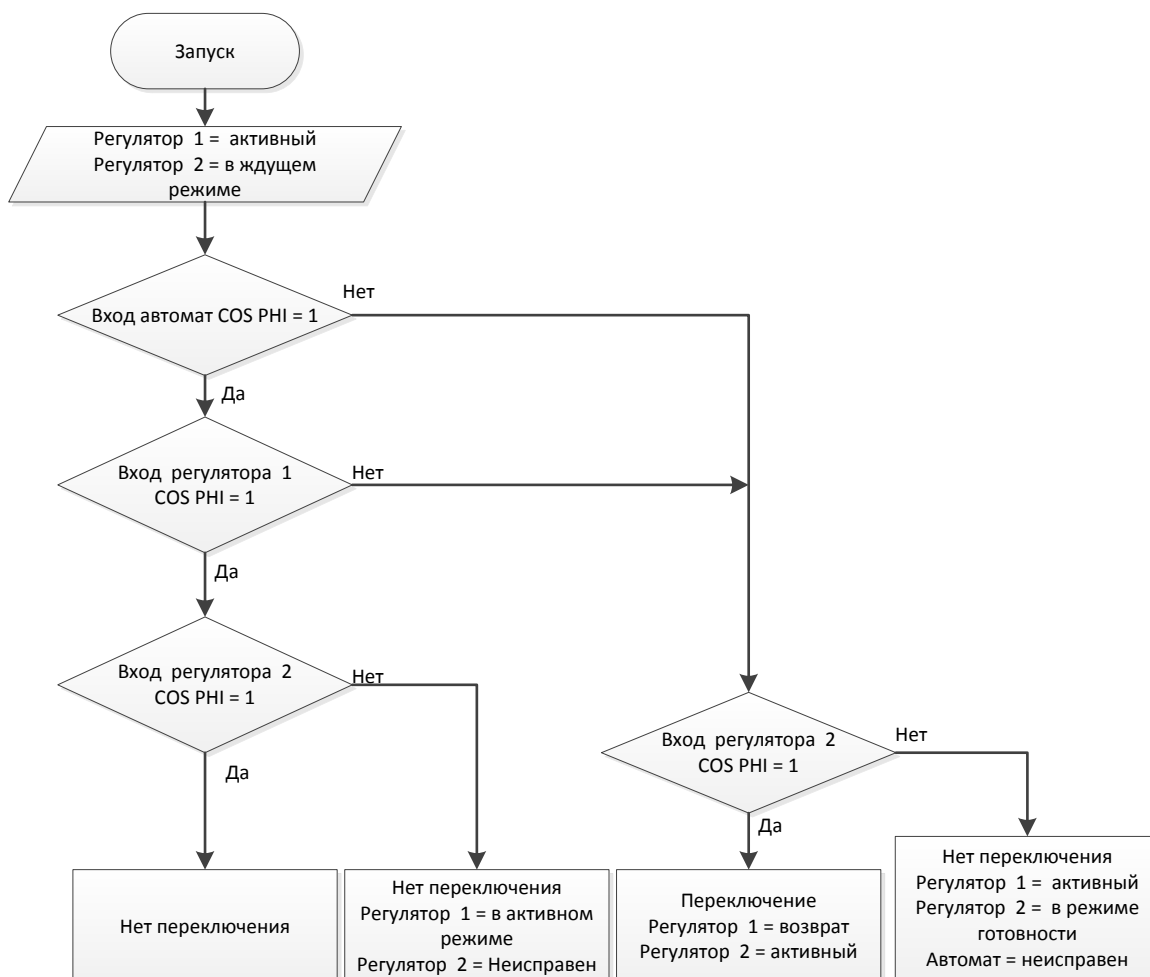 Запуск
Регулятор 1 = активный
Регулятор 2 = в ждущем
режиме
Нет
Вход автомат COS PHI = 1
Да
Вход регулятора 1
COS PHI = 1
Нет
Да
Вход регулятора 2
COS PHI = 1
Нет
Да
Вход регулятора 2
COS PHI = 1
Нет
Да
Нет переключения
Нет переключения
Регулятор 1 = в активном
режиме
Регулятор 2 = Неисправен
Переключение
Регулятор 1 = возврат
Регулятор 2 = активный
Нет переключения
Регулятор 1 = активный
Регулятор 2 = в режиме
готовности
Автомат = неисправен